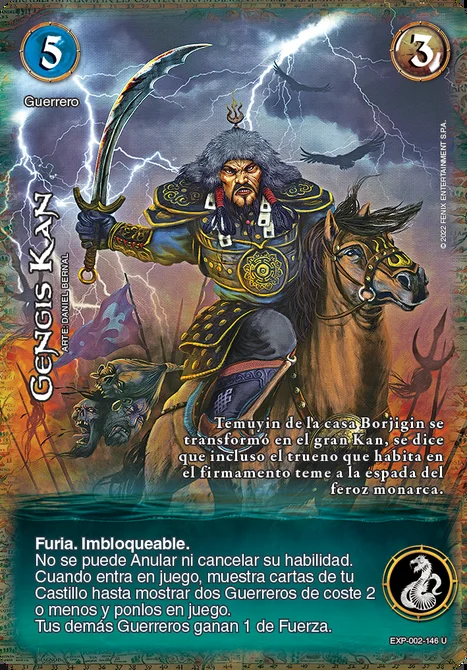 5
3
Guerrero
Gengis Kan
ARTE: DANIEL BERNAL
© 2022 FENIX ENTERTAINMENT S.P.A.
Temuyin de la casa Borjigin se
transformó en el gran Kan, se dice
que incluso el trueno que habita en
el firmamento teme a la espada del
feroz monarca.
Furia. Imbloqueable.
No se puede Anular ni cancelar su habilidad.
Cuando entra en juego, muestra cartas de tu
Castillo hasta mostrar dos Guerreros de coste 2
o menos y ponlos en juego.
Tus demás Guerreros ganan 1 de Fuerza.
EXP-002-146 U